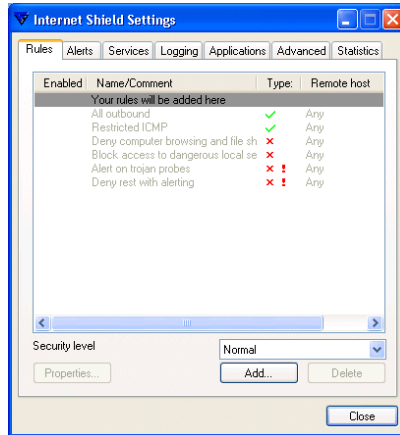 Internet Shield Settings
Rules Alerts Services Logging Applications Advanced Statistics
Enabled Name/Comment Type: Remote host
Your rules will be added here
All outbound Any
Restricted ICMP Any
Deny computer browsing and file sh Any
Block access to dangerous local se Any
Alert on trojan probes ! Any
Deny rest with alerting ! Any
Security level Normal
Properties... Add... Delete
Close